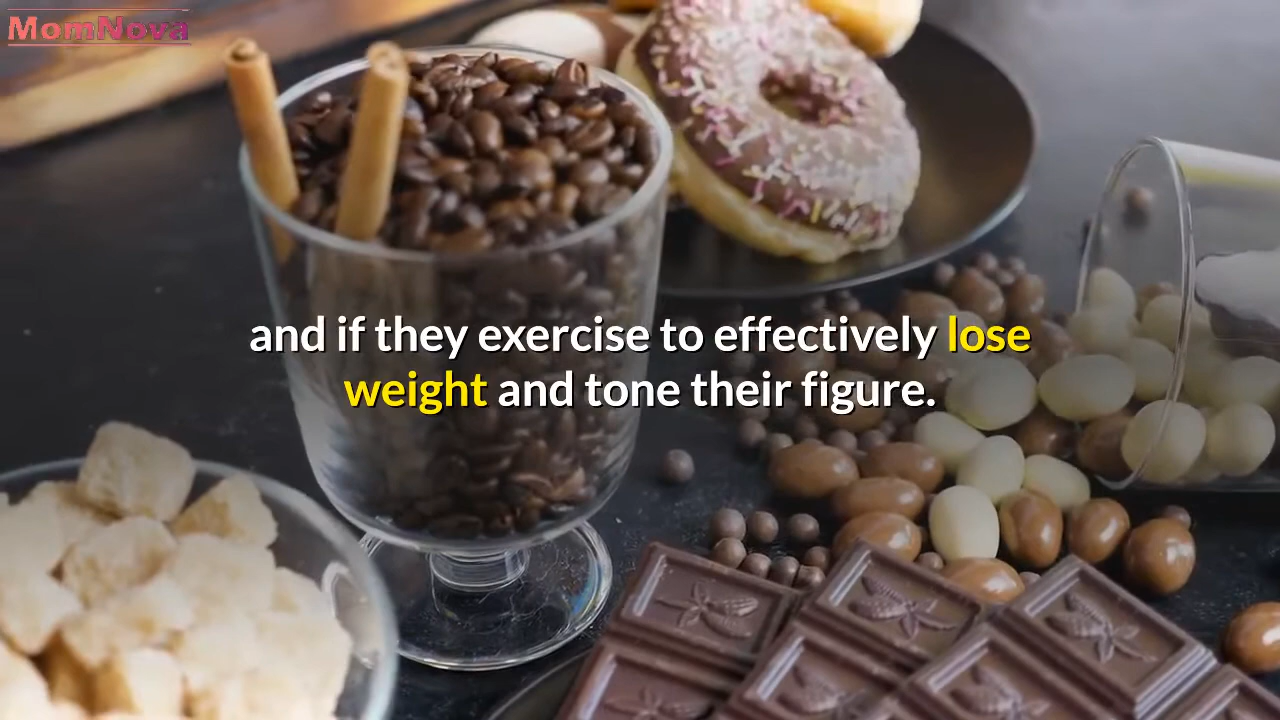 MomNova
and if they exercise to effectively lose
weight and tone their figure.